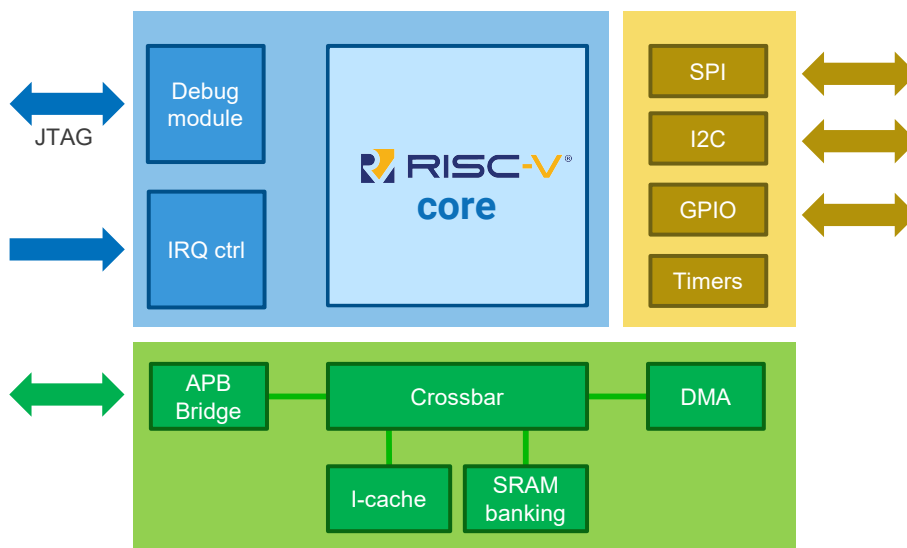 Debug
module
JTAG
IRQ ctrl
RISC-V®
core
SPI
I2C
GPIO
Timers
APB
Bridge
Crossbar
DMA
I-cache
SRAM
banking